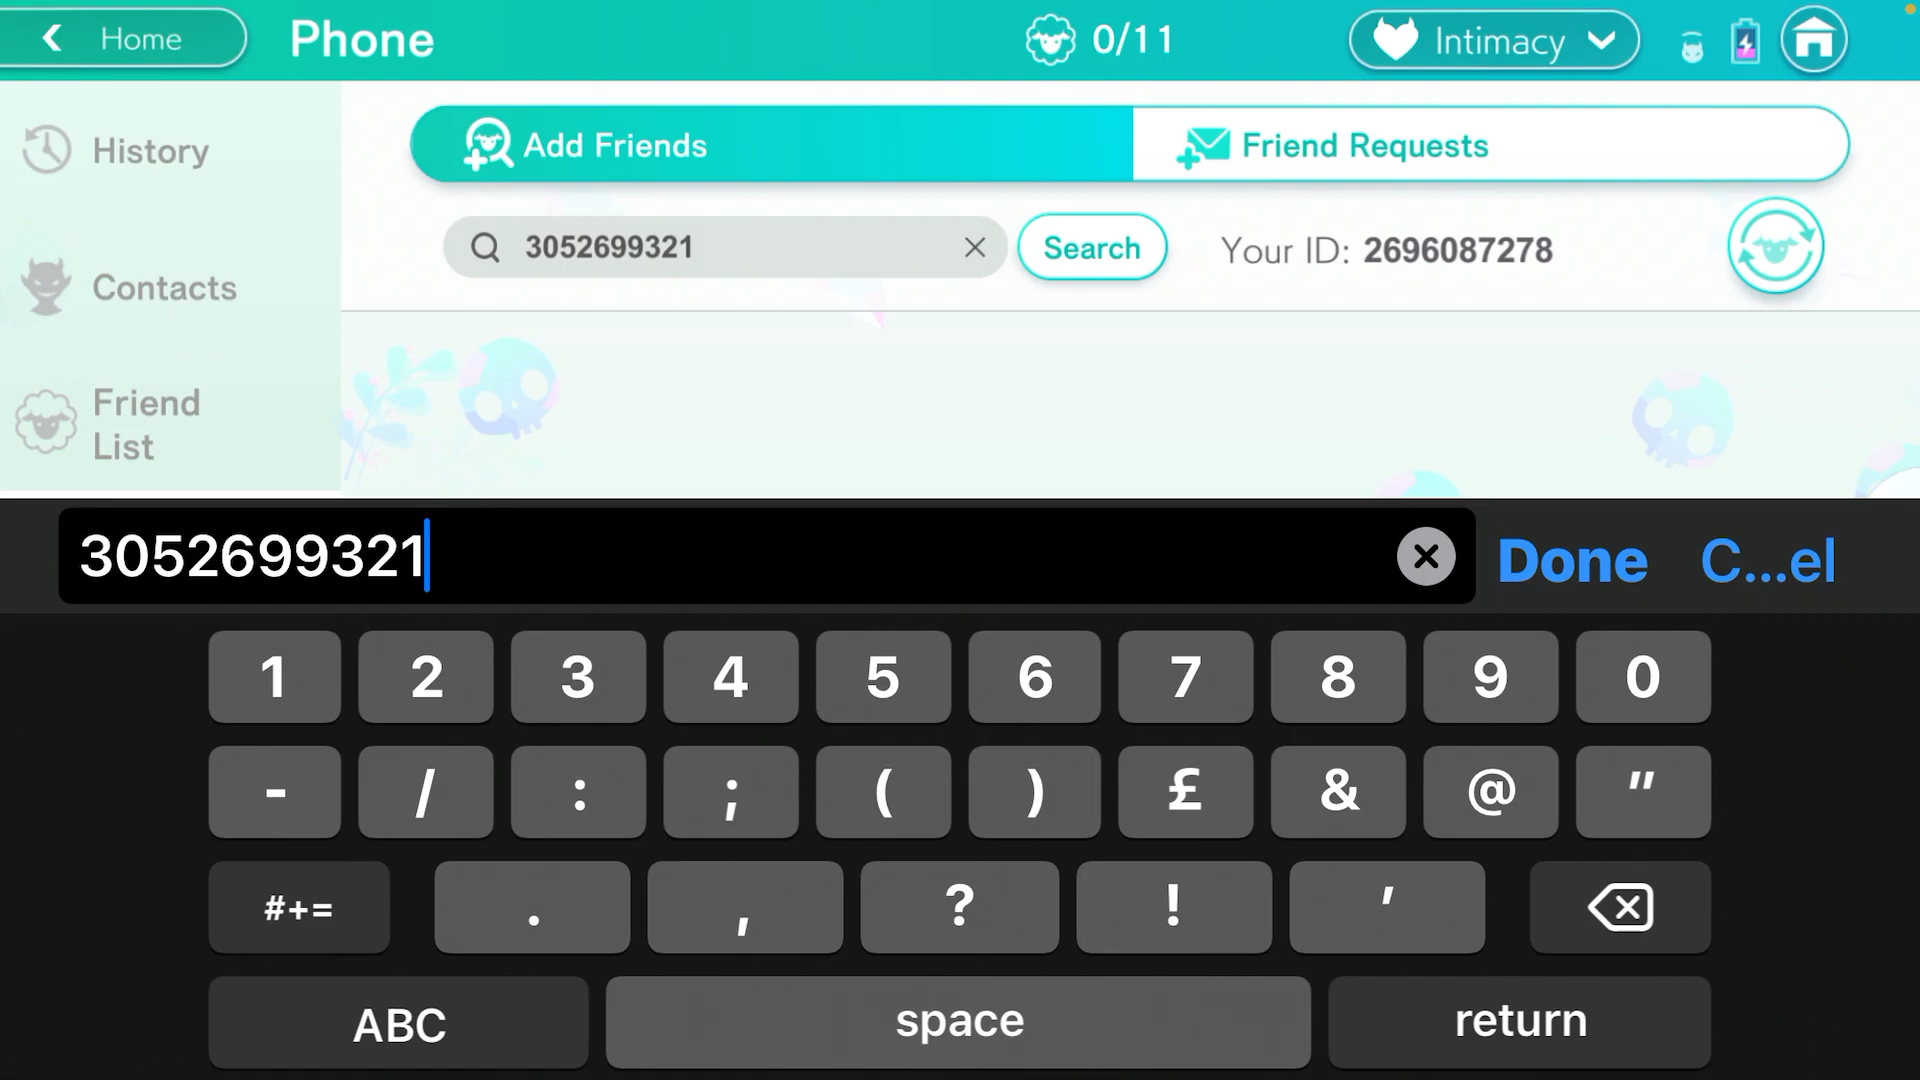 Home
Phone
0/11
Intimacy
History
Add Friends
Friend Requests
3052699321
Search
Your ID: 2696087278
Contacts
Friend
List
3052699321
Done
C...el
1 2 3 4 5 6 7 8 9 0
- / : ; ( ) £ & @ "
#+= . , ? ! '
ABC space return